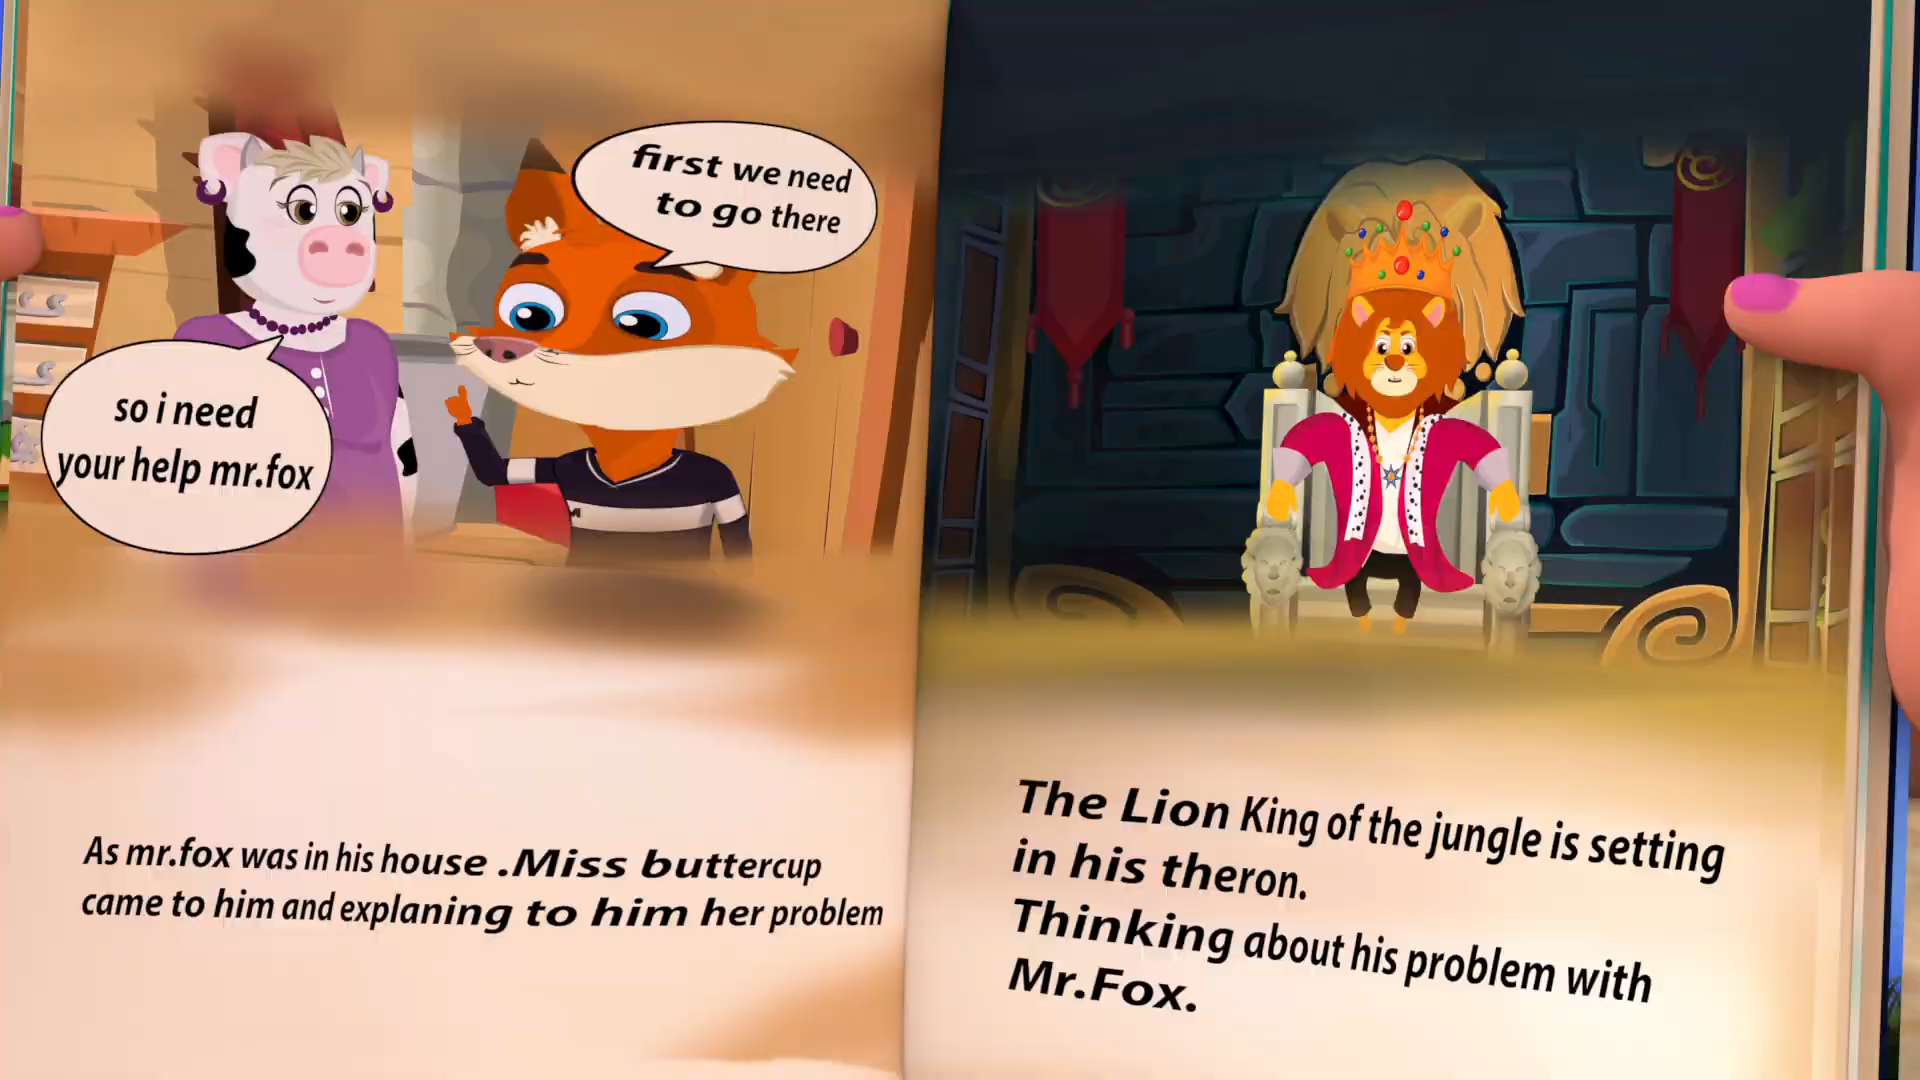 first we need
to go there
so i need
your help mr.fox
As mr.fox was in his house .Miss buttercup
came to him and explaning to him her problem
The Lion King of the jungle is setting
in his theron.
Thinking about his problem with
Mr.Fox.